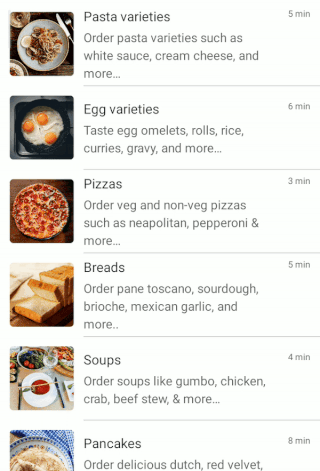 Pasta varieties
5 min
Order pasta varieties such as
white sauce, cream cheese, and
more...
Egg varieties
6 min
Taste egg omelets, rolls, rice,
curries, gravy, and more...
Pizzas
3 min
Order veg and non-veg pizzas
such as neapolitan, pepperoni &
more...
Breads
5 min
Order pane toscano, sourdough,
brioche, mexican garlic, and
more..
Soups
4 min
Order soups like gumbo, chicken,
crab, beef stew, & more...
Pancakes
8 min
Order delicious dutch, red velvet,